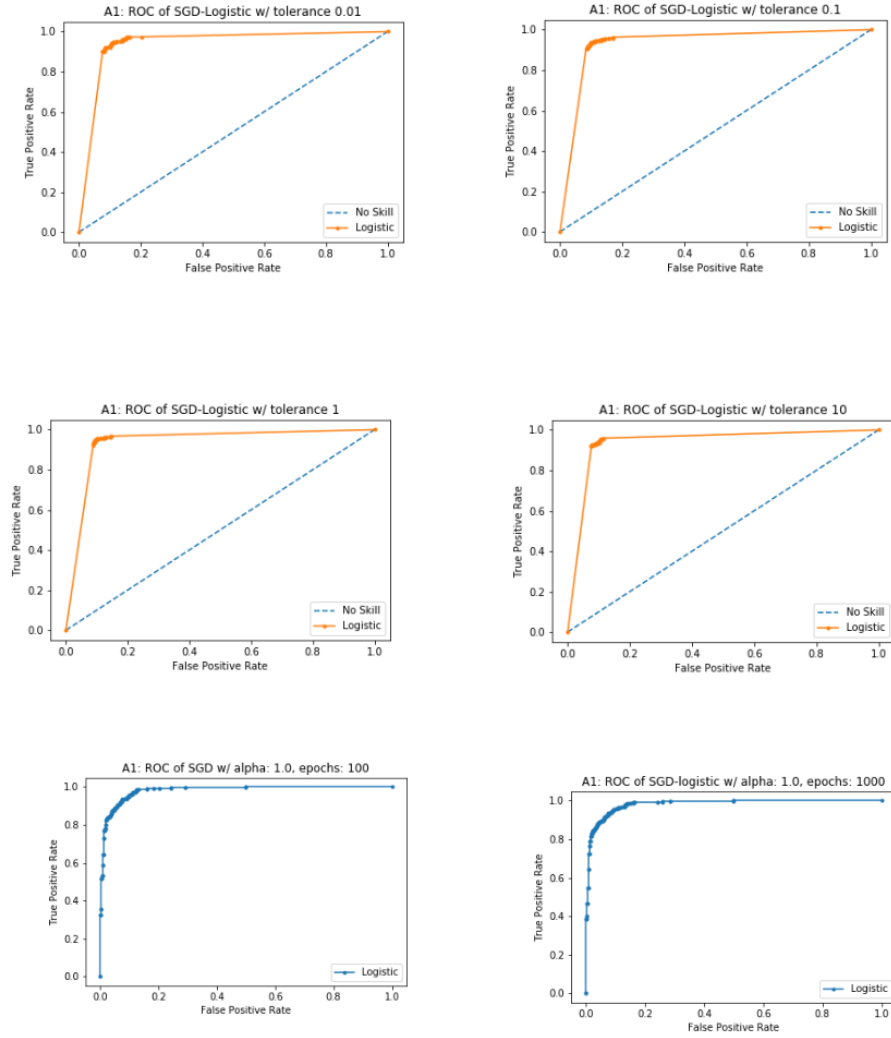 A1: ROC of SGD-Logistic w/ tolerance 0.01
1.0
0.8
0.6
0.4
0.2
0.0
True Positive Rate
No Skill
Logistic
0.0 0.2 0.4 0.6 0.8 1.0
False Positive Rate
A1: ROC of SGD-Logistic w/ tolerance 0.1
1.0
0.8
0.6
0.4
0.2
0.0
True Positive Rate
No Skill
Logistic
0.0 0.2 0.4 0.6 0.8 1.0
False Positive Rate
A1: ROC of SGD-Logistic w/ tolerance 1
1.0
0.8
0.6
0.4
0.2
0.0
True Positive Rate
No Skill
Logistic
0.0 0.2 0.4 0.6 0.8 1.0
False Positive Rate
A1: ROC of SGD-Logistic w/ tolerance 10
1.0
0.8
0.6
0.4
0.2
0.0
True Positive Rate
No Skill
Logistic
0.0 0.2 0.4 0.6 0.8 1.0
False Positive Rate
A1: ROC of SGD w/ alpha: 1.0, epochs: 100
1.0
0.8
0.6
0.4
0.2
0.0
True Positive Rate
Logistic
0.0 0.2 0.4 0.6 0.8 1.0
False Positive Rate
A1: ROC of SGD-logistic w/ alpha: 1.0, epochs: 1000
1.0
0.8
0.6
0.4
0.2
0.0
True Positive Rate
Logistic
0.0 0.2 0.4 0.6 0.8 1.0
False Positive Rate